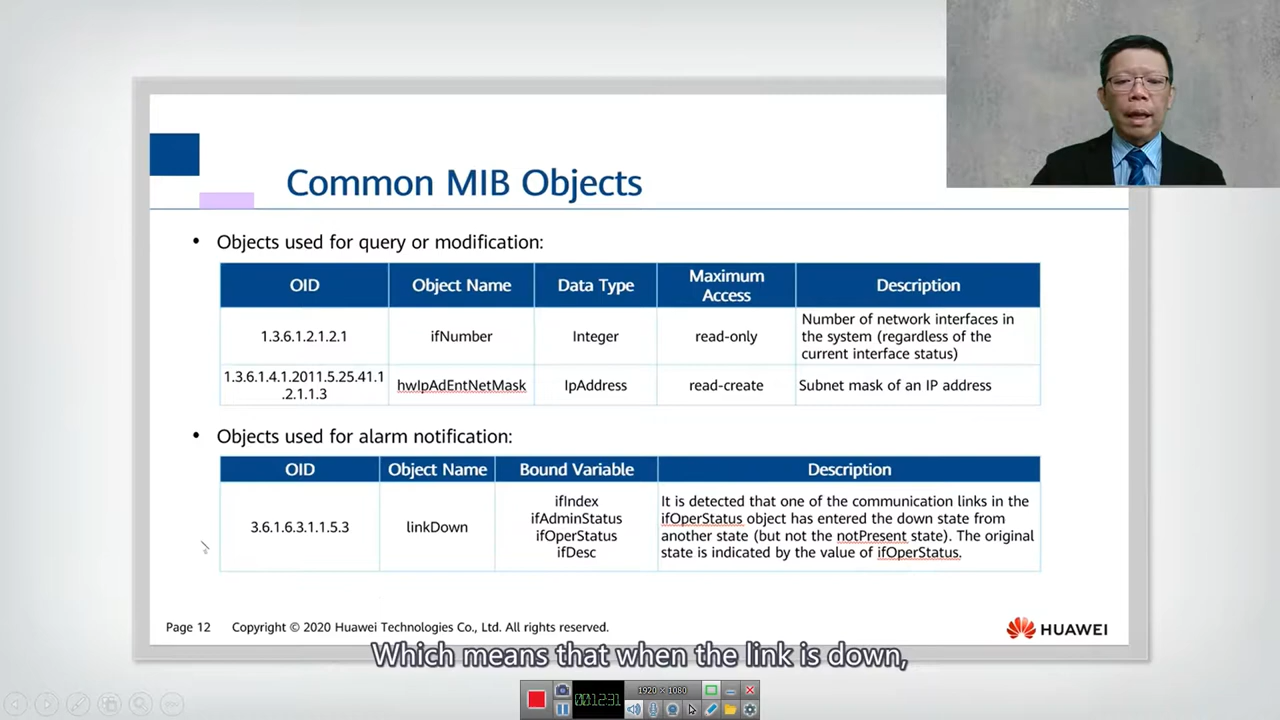 Common MIB Objects
• Objects used for query or modification:
OID Object Name Data Type Maximum Access Description
1.3.6.1.2.1.2.1 ifNumber Integer read-only Number of network interfaces in
the system (regardless of the
current interface status)
1.3.6.1.4.1.2011.5.25.41.1
.2.1.1.3 hwIpAdEntNetMask IpAddress read-create Subnet mask of an IP address
• Objects used for alarm notification:
OID Object Name Bound Variable Description
3.6.1.6.3.1.1.5.3 linkDown
ifIndex
ifAdminStatus
ifOperStatus
ifDesc
It is detected that one of the communication links in the
ifOperStatus object has entered the down state from
another state (but not the notPresent state). The original
state is indicated by the value of ifOperStatus.
Page 12 Copyright © 2020 Huawei Technologies Co., Ltd. All rights reserved.
HUAWEI
Which means that when the link is down,
00:12:31 1920 × 1080